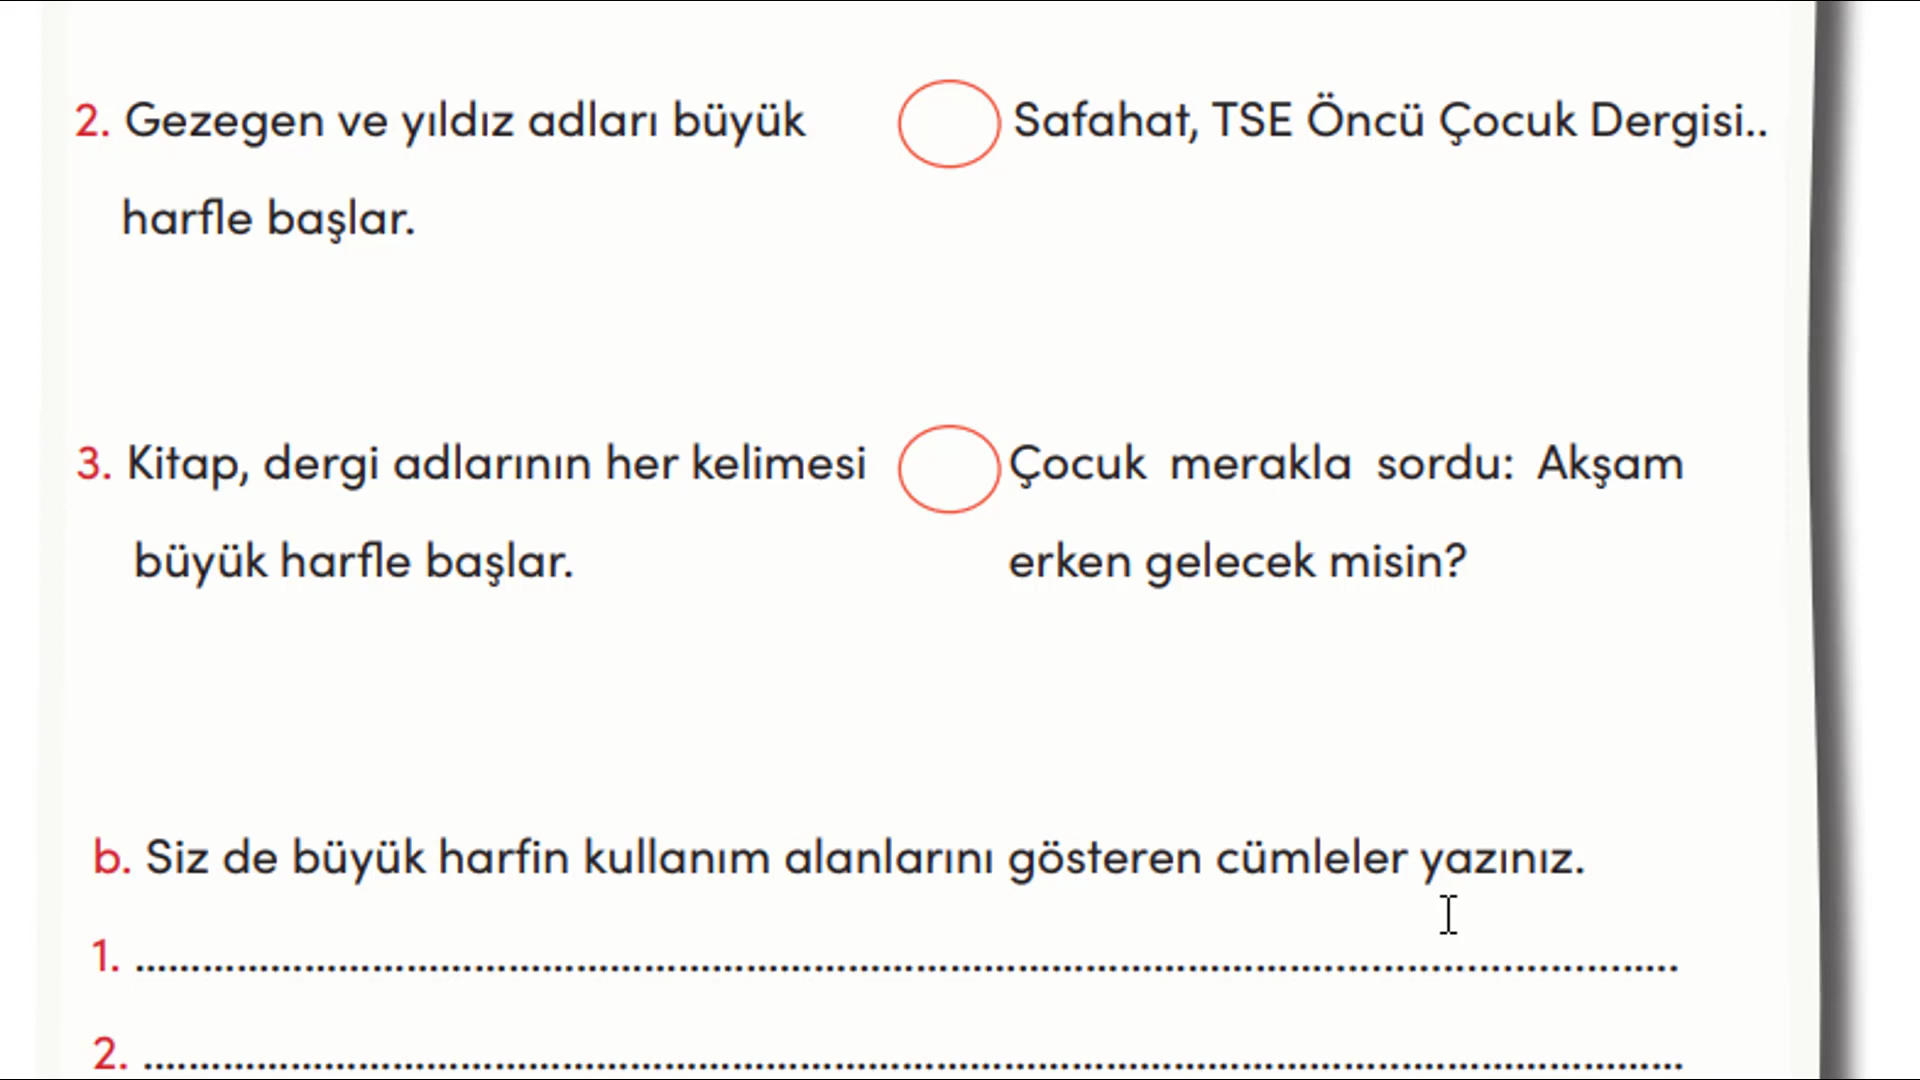 2. Gezegen ve yıldız adları büyük
harfle başlar.
Safahat, TSE Öncü Çocuk Dergisi..
3. Kitap, dergi adlarının her kelimesi
büyük harfle başlar.
Çocuk merakla sordu: Akşam
erken gelecek misin?
b. Siz de büyük harfin kullanım alanlarını gösteren cümleler yazınız.
1. ........................................................................................................
2. ........................................................................................................